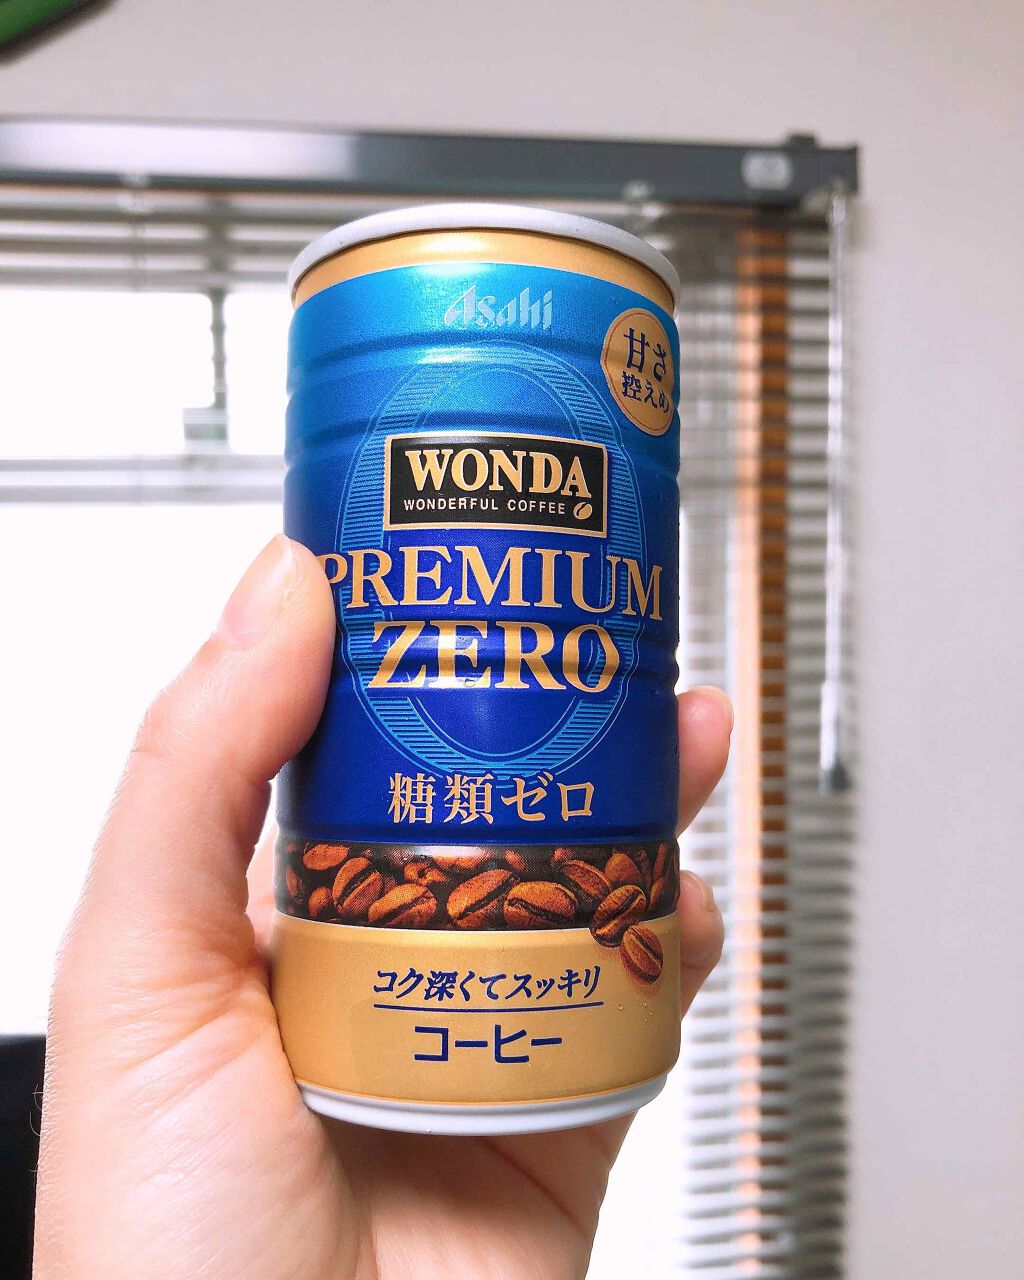 Asahi
甘さ
控えめ
WONDA
WONDERFUL COFFEE
PREMIUM
ZERO
糖類ゼロ
コク深くてスッキリ
コーヒー